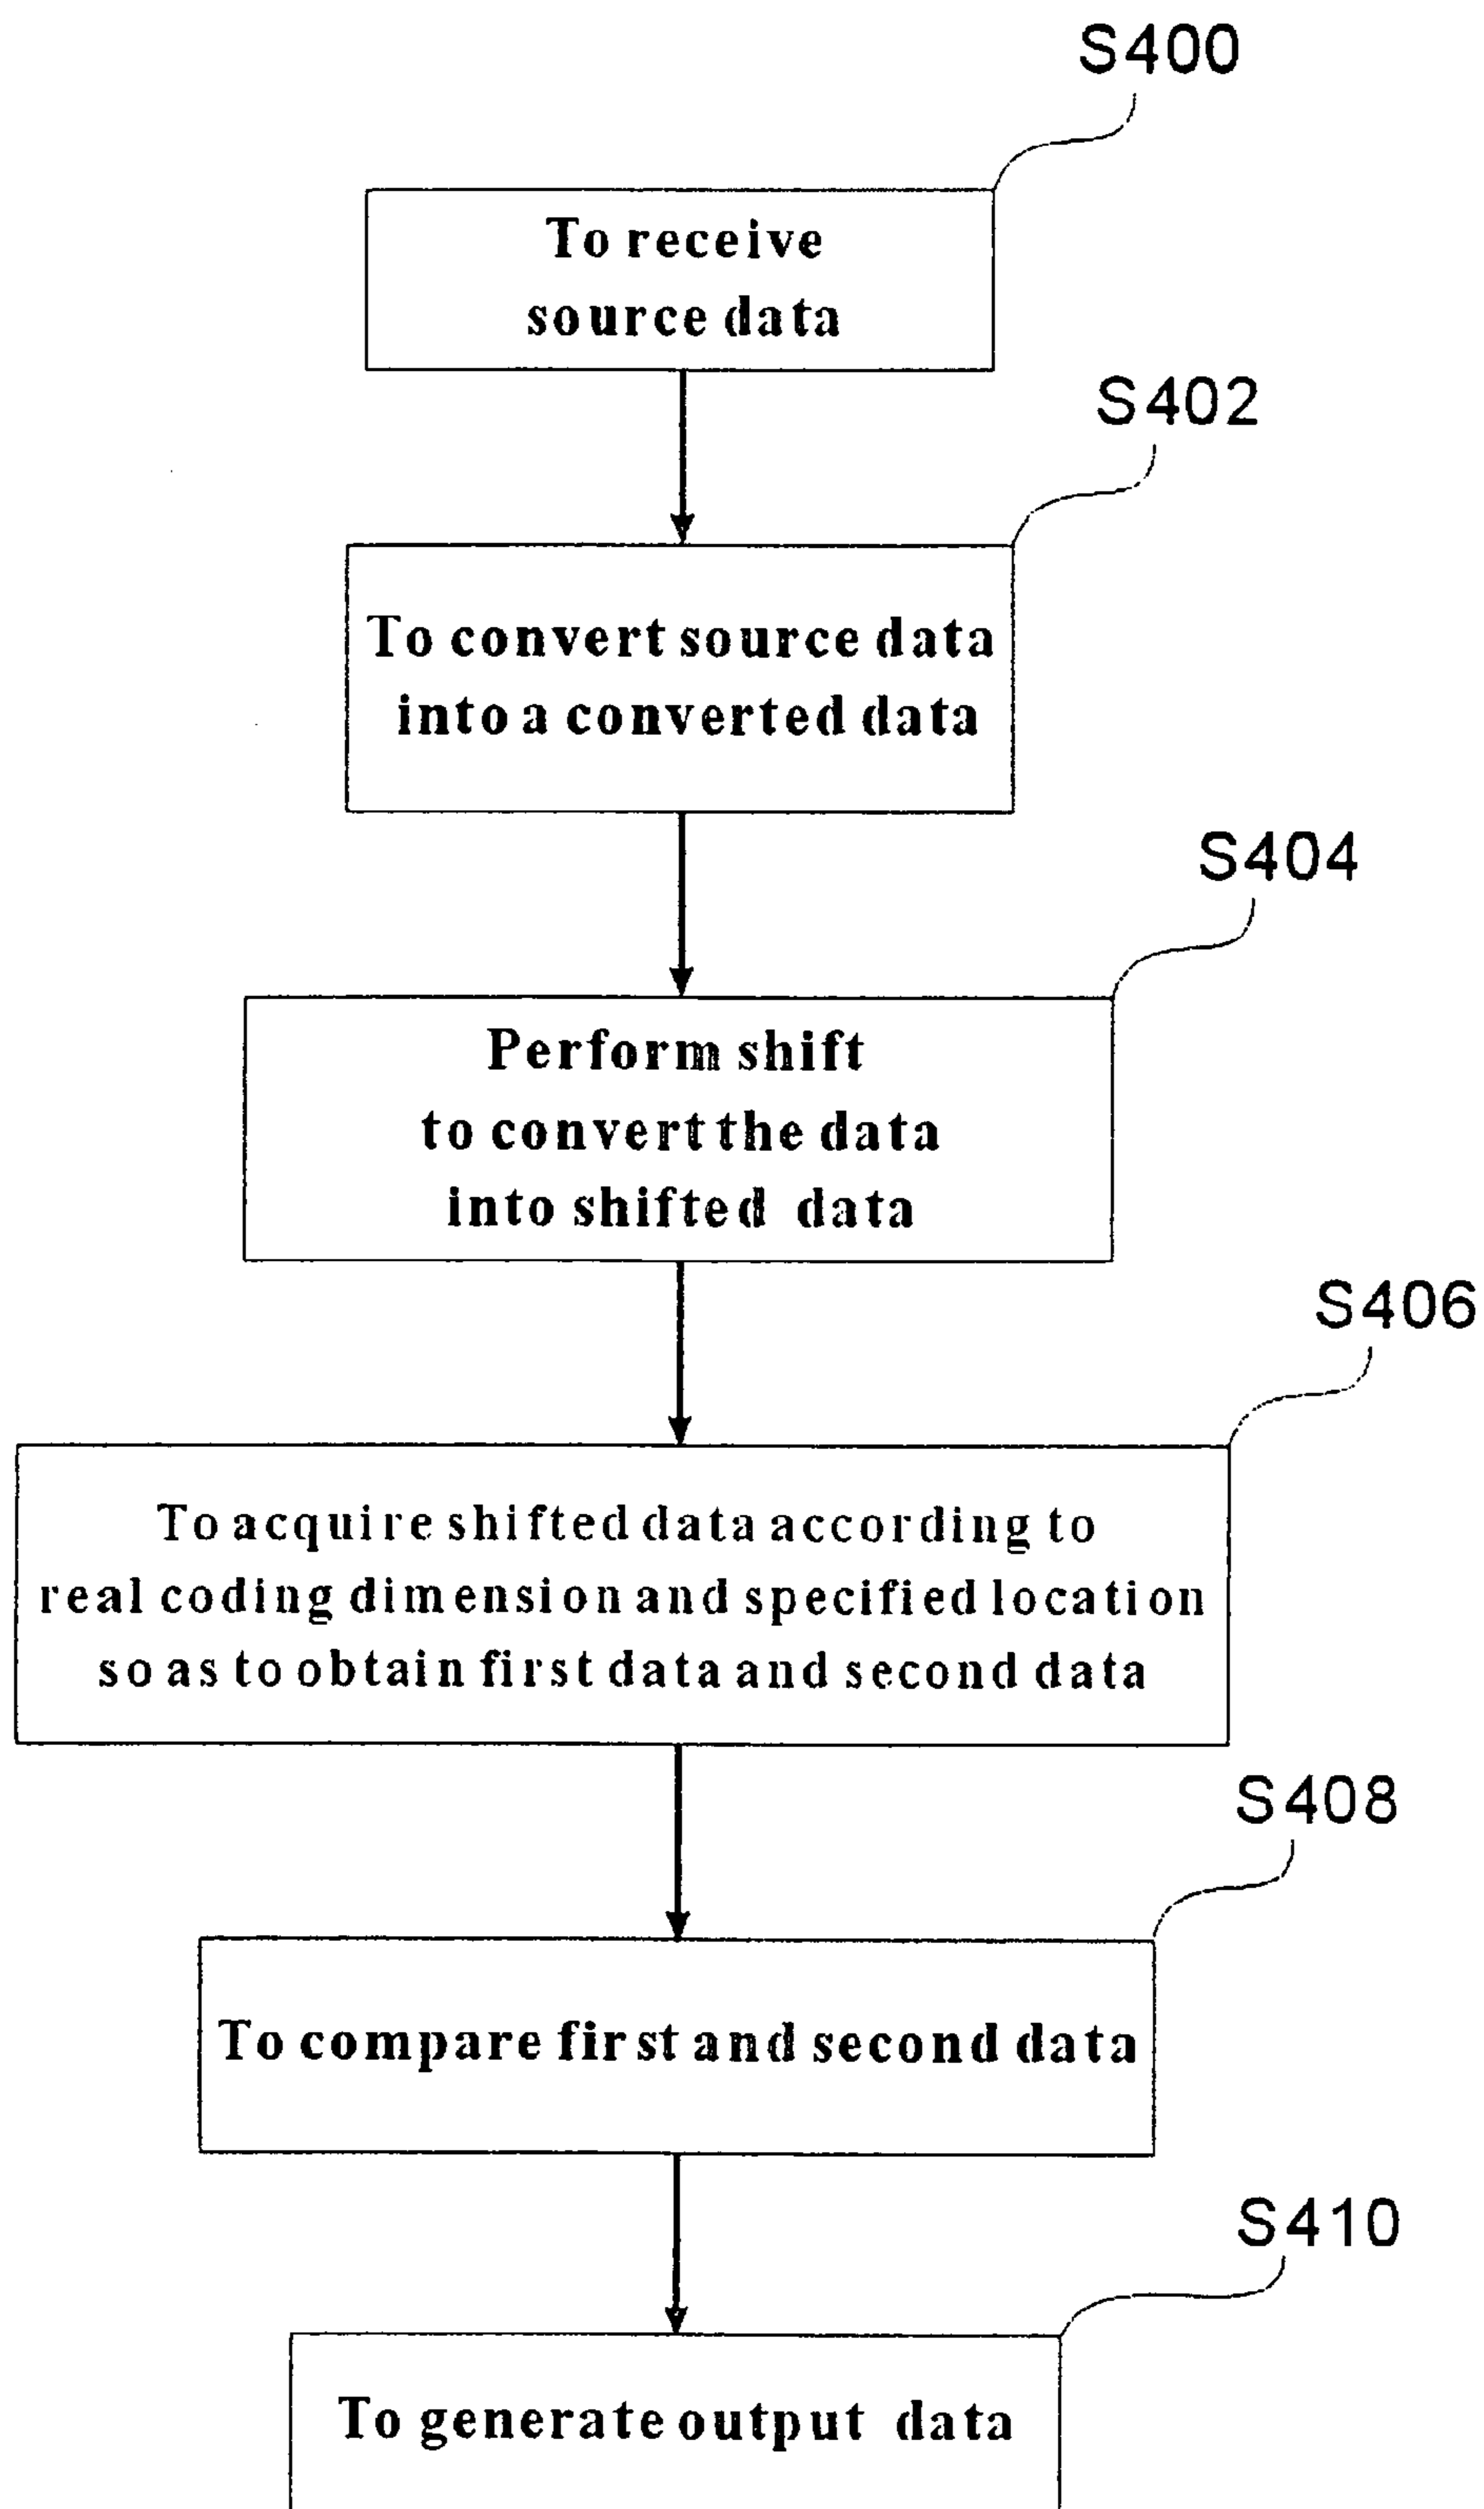 S400
To receive
source data
S402
To convert source data
into a converted data
S404
Perform shift
to convert the data
into shifted data
S406
To acquire shifted data according to
real coding dimension and specified location
so as to obtain first data and second data
S408
To compare first and second data
S410
To generate output data